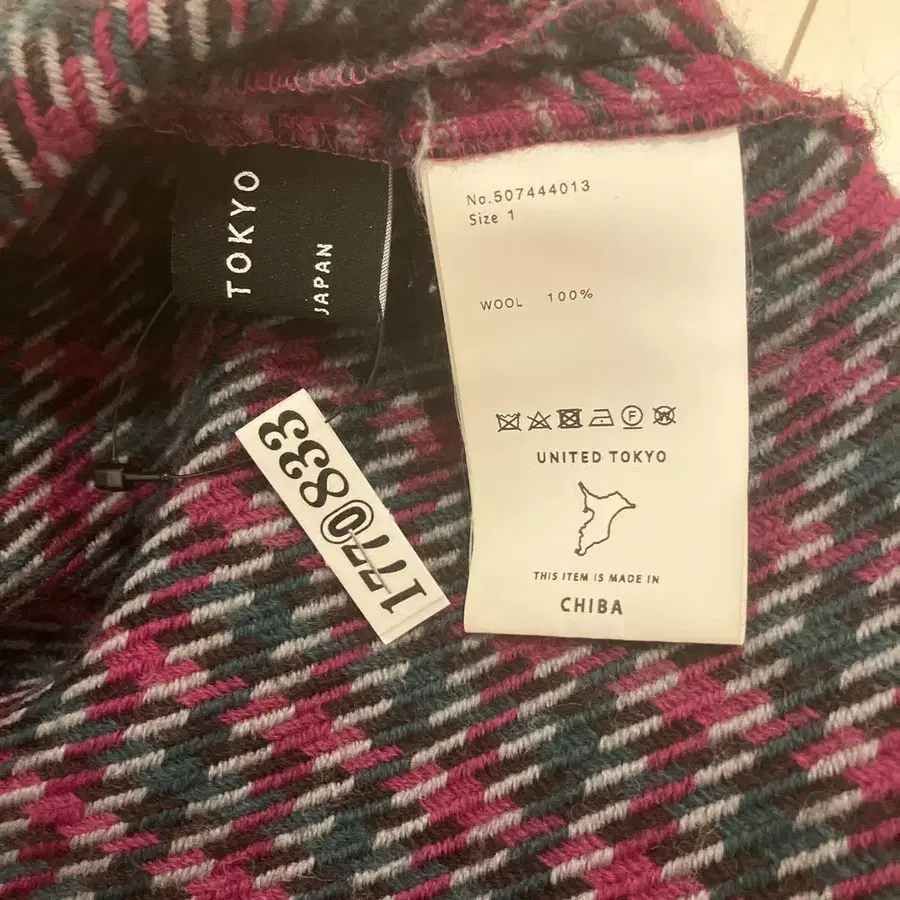 TOKYO
JAPAN
No.507444013
Size 1
WOOL 100%
F
W
UNITED TOKYO
THIS ITEM IS MADE IN
CHIBA
1770833